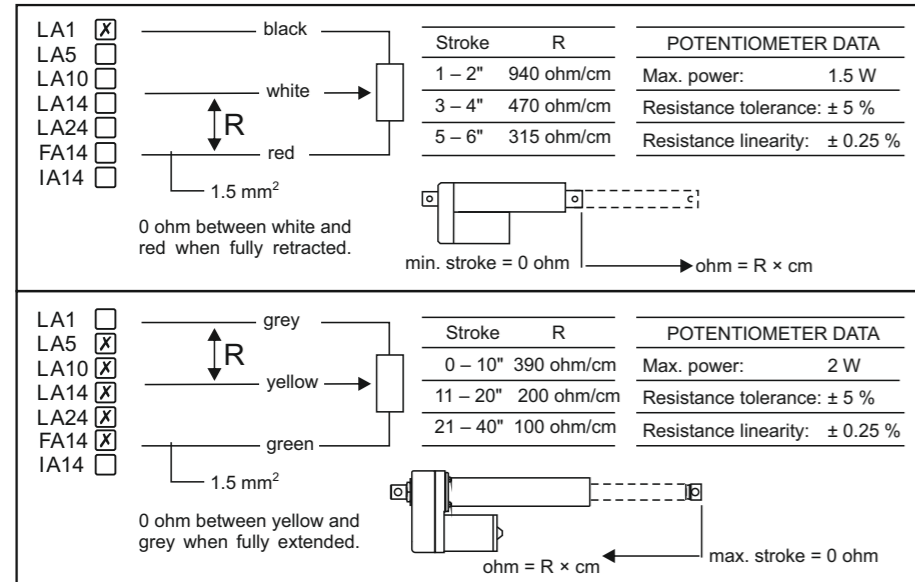 LA1 ☒
LA5 ☐
LA10 ☐
LA14 ☐
LA24 ☐
FA14 ☐
IA14 ☐
black
white
R
red
1.5 mm²
0 ohm between white and
red when fully retracted.
Stroke R
1 – 2" 940 ohm/cm
3 – 4" 470 ohm/cm
5 – 6" 315 ohm/cm
POTENTIOMETER DATA
Max. power: 1.5 W
Resistance tolerance: ± 5 %
Resistance linearity: ± 0.25 %
min. stroke = 0 ohm
ohm = R × cm
LA1 ☐
LA5 ☒
LA10 ☒
LA14 ☒
LA24 ☒
FA14 ☒
IA14 ☐
grey
R
yellow
green
1.5 mm²
0 ohm between yellow and
grey when fully extended.
Stroke R
0 – 10" 390 ohm/cm
11 – 20" 200 ohm/cm
21 – 40" 100 ohm/cm
POTENTIOMETER DATA
Max. power: 2 W
Resistance tolerance: ± 5 %
Resistance linearity: ± 0.25 %
max. stroke = 0 ohm
ohm = R × cm